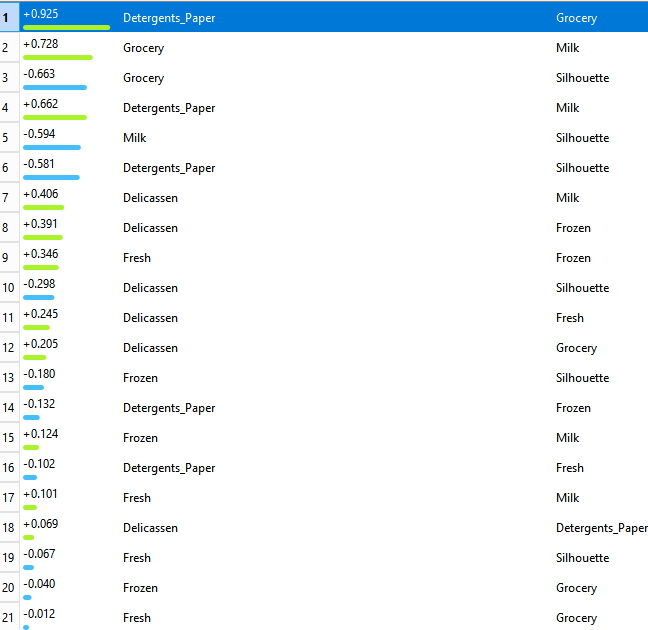 1 +0.925 Detergents_Paper Grocery
2 +0.728 Grocery Milk
3 -0.663 Grocery Silhouette
4 +0.662 Detergents_Paper Milk
5 -0.594 Milk Silhouette
6 -0.581 Detergents_Paper Silhouette
7 +0.406 Delicassen Milk
8 +0.391 Delicassen Frozen
9 +0.346 Fresh Frozen
10 -0.298 Delicassen Silhouette
11 +0.245 Delicassen Fresh
12 +0.205 Delicassen Grocery
13 -0.180 Frozen Silhouette
14 -0.132 Detergents_Paper Frozen
15 +0.124 Frozen Milk
16 -0.102 Detergents_Paper Fresh
17 +0.101 Fresh Milk
18 +0.069 Delicassen Detergents_Paper
19 -0.067 Fresh Silhouette
20 -0.040 Frozen Grocery
21 -0.012 Fresh Grocery